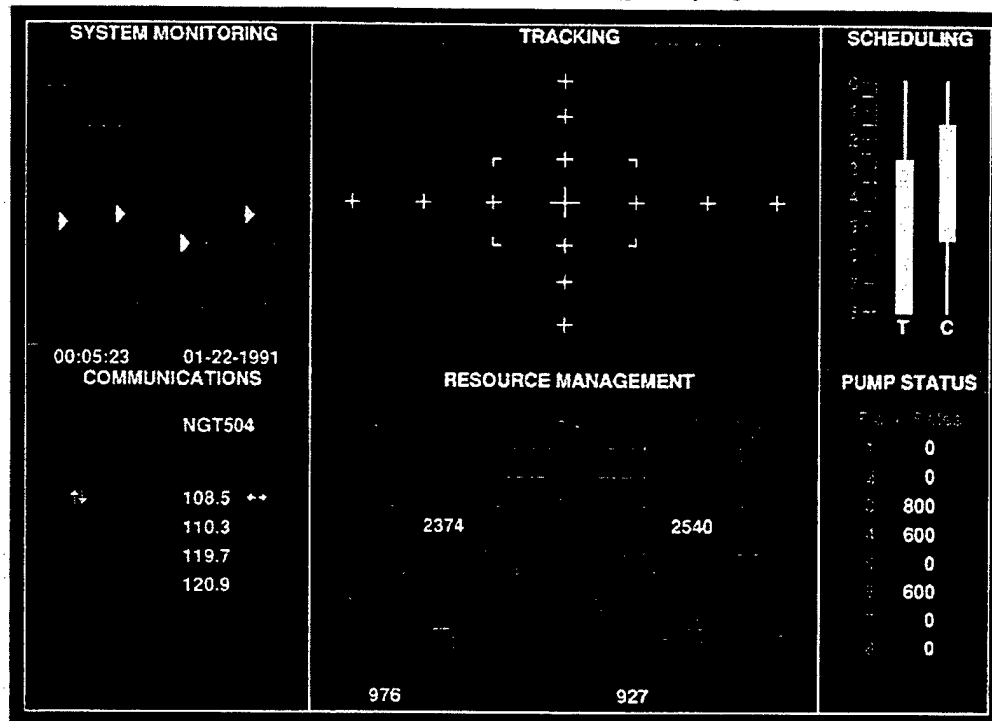 SYSTEM MONITORING
00:05:23 01-22-1991
TRACKING
SCHEDULING
T C
COMMUNICATIONS
NGT504
108.5
110.3
119.7
120.9
RESOURCE MANAGEMENT
2374 2540
976 927
PUMP STATUS
0
0
800
600
0
600
0
0